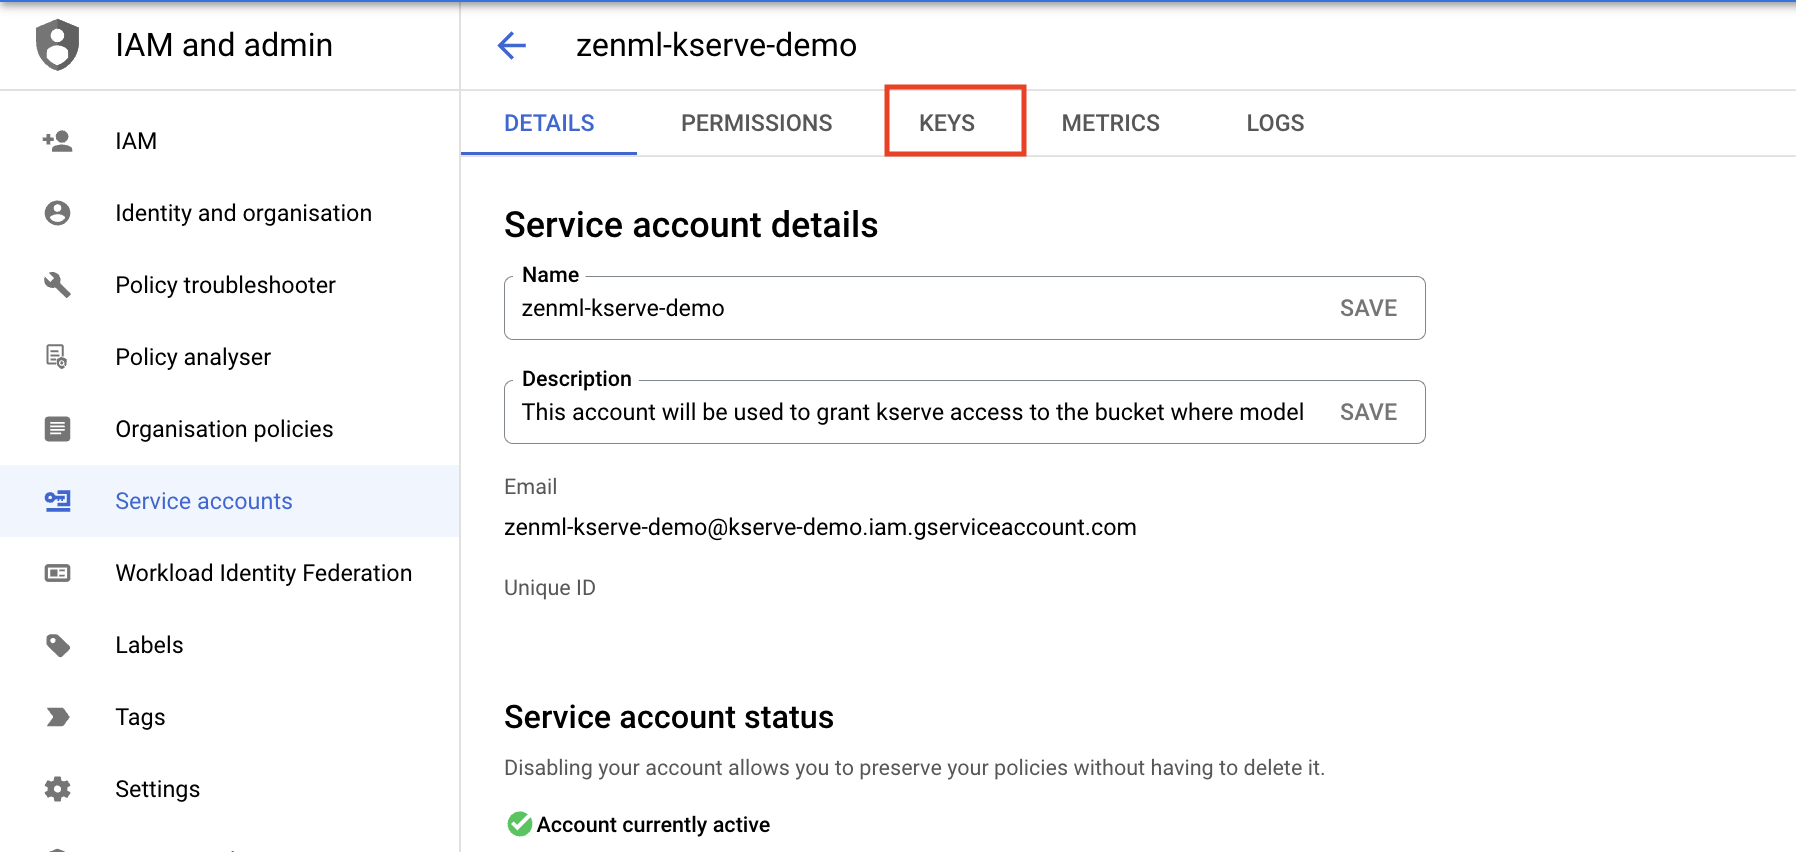 IAM and admin
zenml-kserve-demo
IAM
Identity and organisation
Policy troubleshooter
Policy analyser
Organisation policies
Service accounts
Workload Identity Federation
Labels
Tags
Settings
DETAILS PERMISSIONS KEYS METRICS LOGS
Service account details
Name
zenml-kserve-demo SAVE
Description
This account will be used to grant kserve access to the bucket where model SAVE
Email
zenml-kserve-demo@kserve-demo.iam.gserviceaccount.com
Unique ID
Service account status
Disabling your account allows you to preserve your policies without having to delete it.
Account currently active